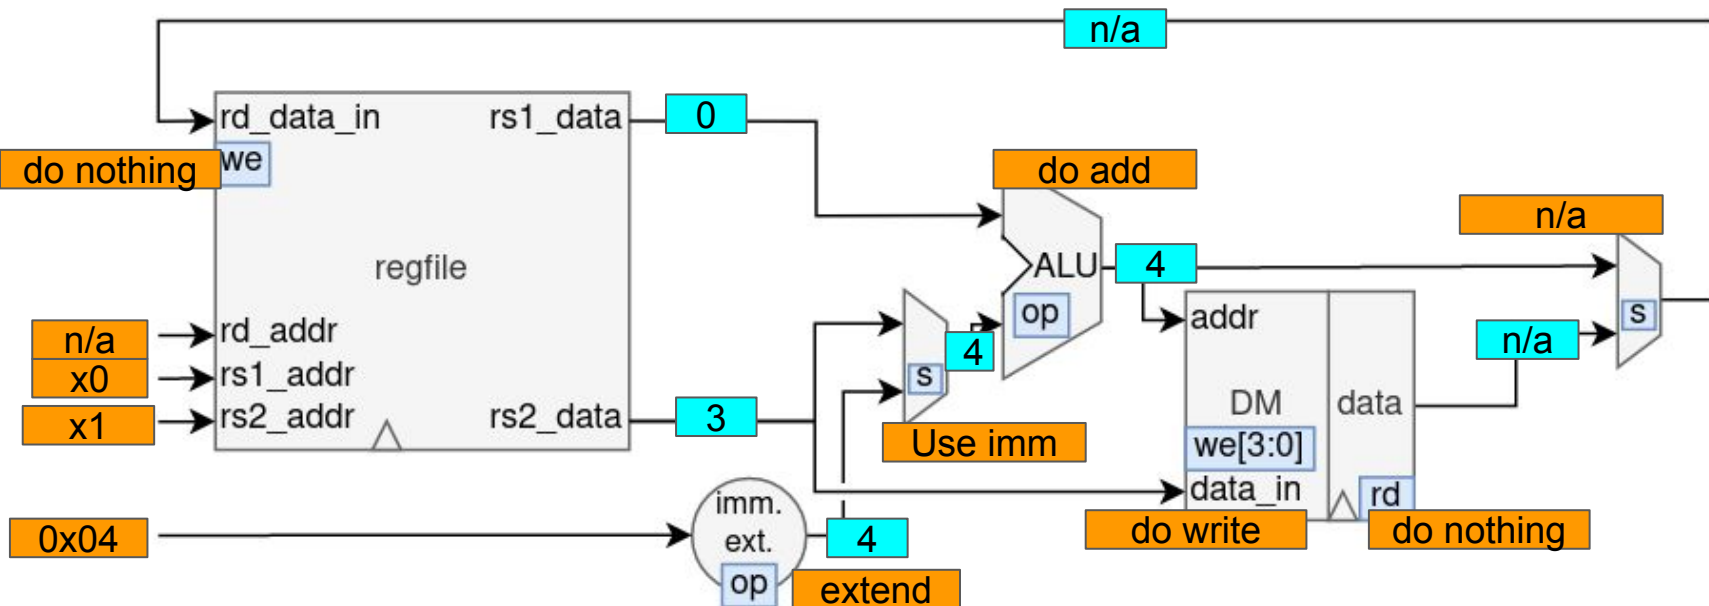 n/a
rd_data_in
rs1_data
0
we
do nothing
do add
n/a
regfile
ALU
4
op
addr
s
n/a
rd_addr
n/a
4
x0
rs1_addr
s
x1
rs2_addr
rs2_data
3
DM
data
Use imm
we[3:0]
data_in
rd
imm.
ext.
op
0x04
4
do write
do nothing
extend